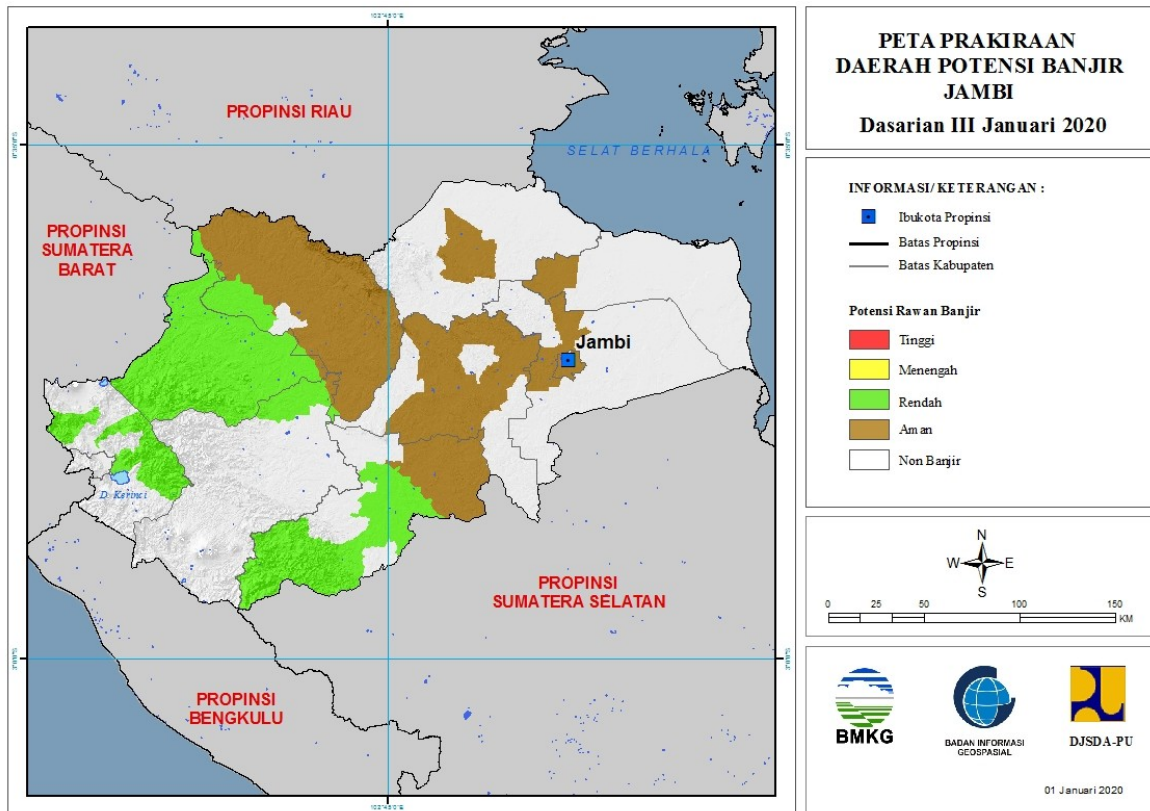 PROPINSI RIAU
SELAT BERHALA
PROPINSI
SUMATERA
BARAT
Jambi
D. Kerinci
PROPINSI
SUMATERA SELATAN
PROPINSI
BENGKULU
PETA PRAKIRAAN
DAERAH POTENSI BANJIR
JAMBI
Dasarian III Januari 2020
INFORMASI/ KETERANGAN :
Ibukota Propinsi
Batas Propinsi
Batas Kabupaten
Potensi Rawan Banjir
Tinggi
Menengah
Rendah
Aman
Non Banjir
N
W E
S
0 25 50 100 150
KM
BMKG
BADAN INFORMASI
GEOSPASIAL
DJSDA-PU
01 Januari 2020